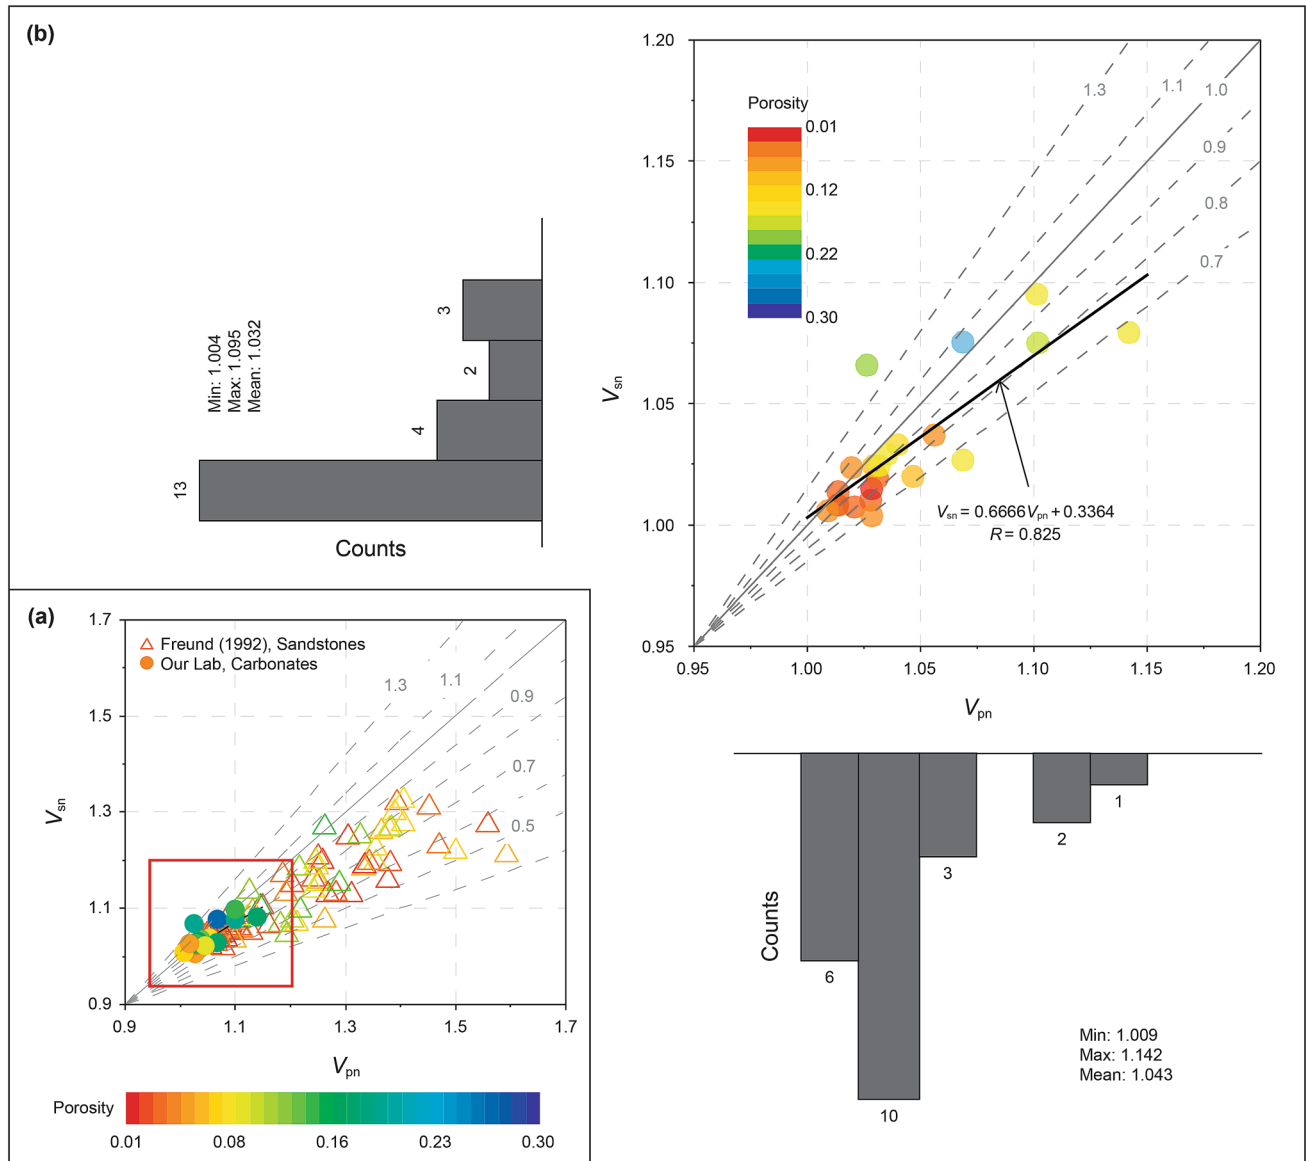 (b)
3
2
4
13
Min: 1.004
Max: 1.095
Mean: 1.032
Counts
1.20
1.15
1.10
1.05
1.00
0.95
Vsn
Porosity
0.01
0.12
0.22
0.30
1.3
1.1
1.0
0.9
0.8
0.7
Vsn = 0.6666Vpn + 0.3364
R = 0.825
0.95
1.00
1.05
1.10
1.15
1.20
Vpn
Counts
6
10
3
2
1
Min: 1.009
Max: 1.142
Mean: 1.043
(a)
1.7
1.5
1.3
1.1
0.9
Vsn
Freund (1992), Sandstones
Our Lab, Carbonates
1.3
1.1
0.9
0.7
0.5
0.9
1.1
1.3
1.5
1.7
Vpn
Porosity
0.01
0.08
0.16
0.23
0.30